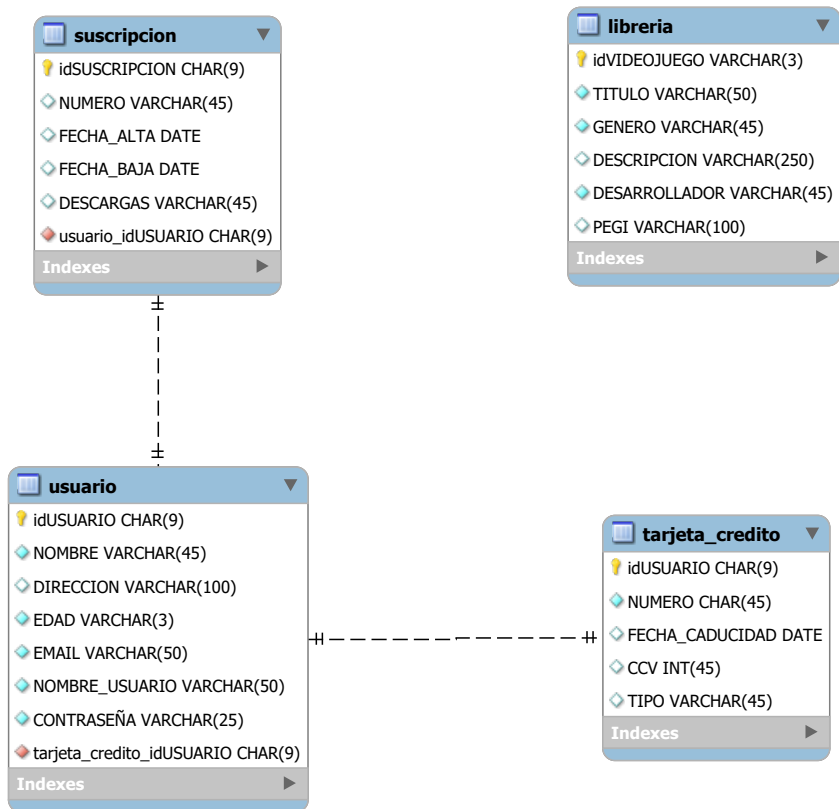 suscripcion
idSUSCRIPCION CHAR(9)
NUMERO VARCHAR(45)
FECHA_ALTA DATE
FECHA_BAJA DATE
DESCARGAS VARCHAR(45)
usuario_idUSUARIO CHAR(9)
Indexes
libreria
idVIDEOJUEGO VARCHAR(3)
TITULO VARCHAR(50)
GENERO VARCHAR(45)
DESCRIPCION VARCHAR(250)
DESARROLLADOR VARCHAR(45)
PEGI VARCHAR(100)
Indexes
usuario
idUSUARIO CHAR(9)
NOMBRE VARCHAR(45)
DIRECCION VARCHAR(100)
EDAD VARCHAR(3)
EMAIL VARCHAR(50)
NOMBRE_USUARIO VARCHAR(50)
CONTRASEÑA VARCHAR(25)
tarjeta_credito_idUSUARIO CHAR(9)
Indexes
tarjeta_credito
idUSUARIO CHAR(9)
NUMERO CHAR(45)
FECHA_CADUCIDAD DATE
CCV INT(45)
TIPO VARCHAR(45)
Indexes